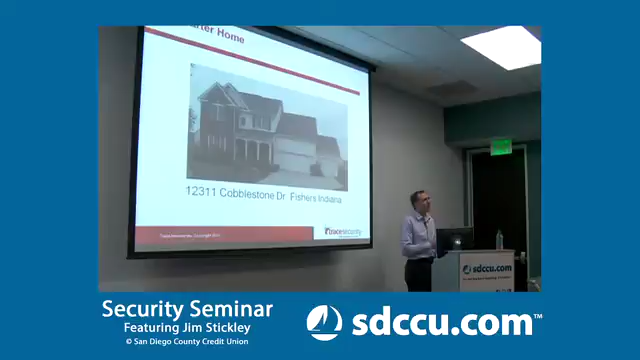 rter Home
12311 Cobblestone Dr. Fishers Indiana
tracesecurity
sdccu.com
Security Seminar
Featuring Jim Stickley
© San Diego County Credit Union
sdccu.com™